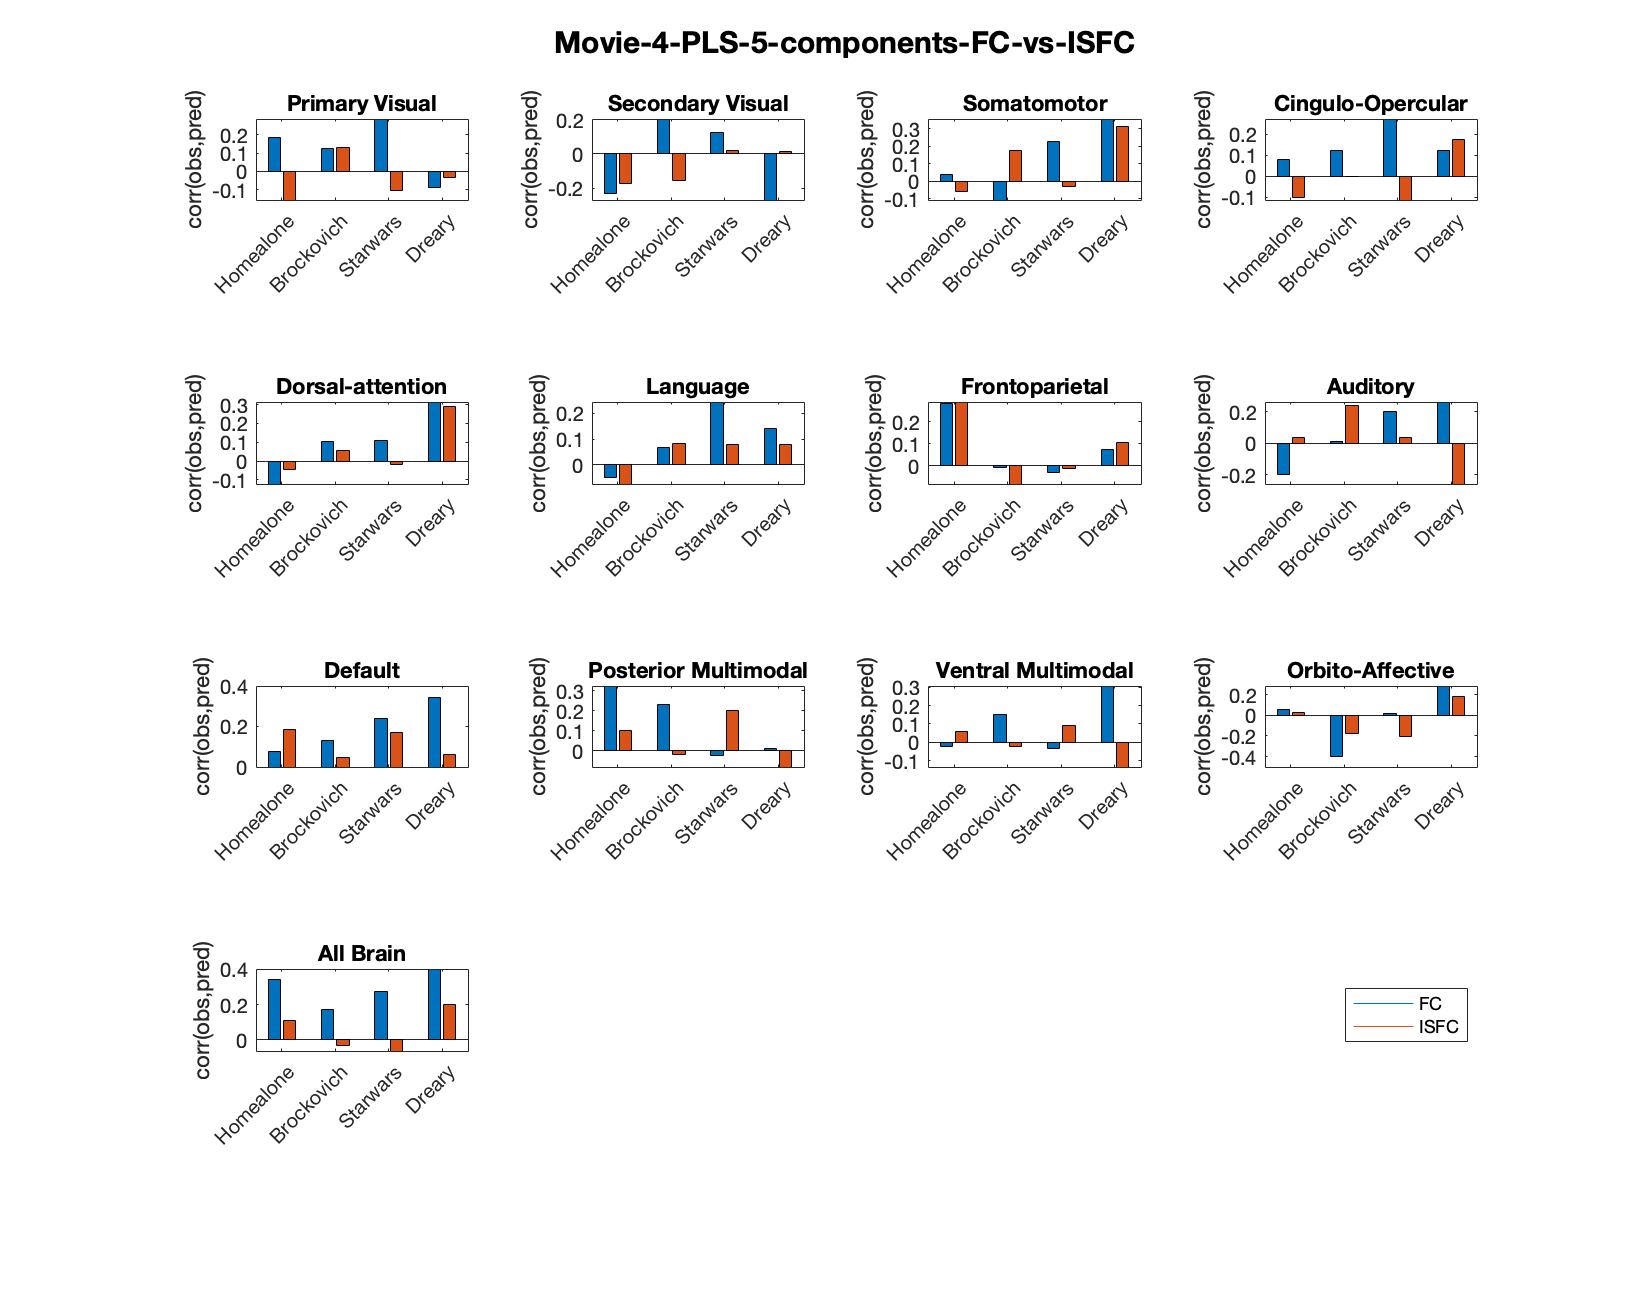 Movie-4-PLS-5-components-FC-vs-ISFC
Primary Visual
corr(obs,pred)
0.2
0.1
0
-0.1
Homealone
Brockovich
Starwars
Dreary
Secondary Visual
corr(obs,pred)
0.2
0
-0.2
Homealone
Brockovich
Starwars
Dreary
Somatomotor
corr(obs,pred)
0.3
0.2
0.1
0
-0.1
Homealone
Brockovich
Starwars
Dreary
Cingulo-Opercular
corr(obs,pred)
0.2
0.1
0
-0.1
Homealone
Brockovich
Starwars
Dreary
Dorsal-attention
corr(obs,pred)
0.3
0.2
0.1
0
-0.1
Homealone
Brockovich
Starwars
Dreary
Language
corr(obs,pred)
0.2
0.1
0
Homealone
Brockovich
Starwars
Dreary
Frontoparietal
corr(obs,pred)
0.2
0
Homealone
Brockovich
Starwars
Dreary
Auditory
corr(obs,pred)
0.2
0
-0.2
Homealone
Brockovich
Starwars
Dreary
Default
corr(obs,pred)
0.4
0.2
0
Homealone
Brockovich
Starwars
Dreary
Posterior Multimodal
corr(obs,pred)
0.3
0.2
0.1
0
Homealone
Brockovich
Starwars
Dreary
Ventral Multimodal
corr(obs,pred)
0.3
0.2
0.1
0
-0.1
Homealone
Brockovich
Starwars
Dreary
Orbito-Affective
corr(obs,pred)
0.2
0
-0.2
-0.4
Homealone
Brockovich
Starwars
Dreary
All Brain
corr(obs,pred)
0.4
0.2
0
Homealone
Brockovich
Starwars
Dreary
FC
ISFC